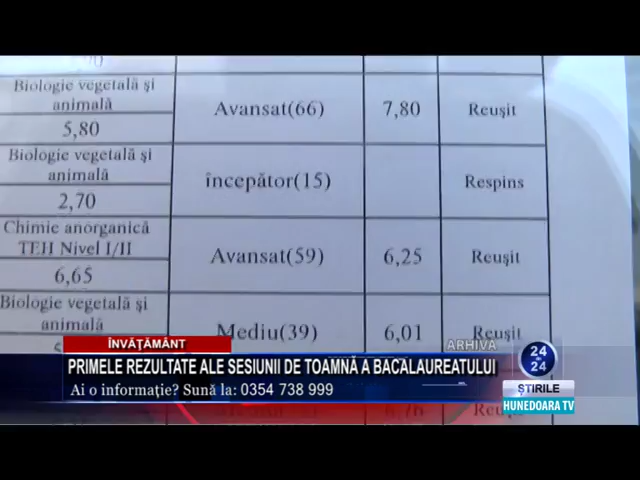 Biologie vegetală şi
animală
Avansat(66)
7,80
Reuşit
5,80
Biologie vegetală şi
animală
începător(15)
Respins
2,70
Chimie anorganică
TEH Nivel I/II
Avansat(59)
6,25
Reuşit
6,65
Biologie vegetală şi
animală
Mediu(39)
6,01
Reuşit
ÎNVĂŢĂMÂNT
ARHIVA
PRIMELE REZULTATE ALE SESIUNII DE TOAMNĂ A BACALAUREATULUI
Ai o informaţie? Sună la: 0354 738 999
24
24
ŞTIRILE
HUNEDOARA TV